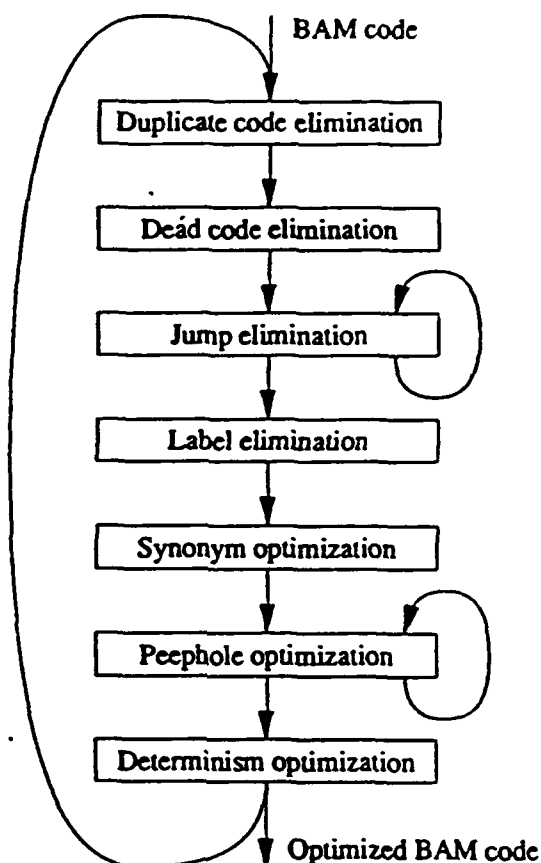 BAM code
Duplicate code elimination
Dead code elimination
Jump elimination
Label elimination
Synonym optimization
Peephole optimization
Determinism optimization
Optimized BAM code